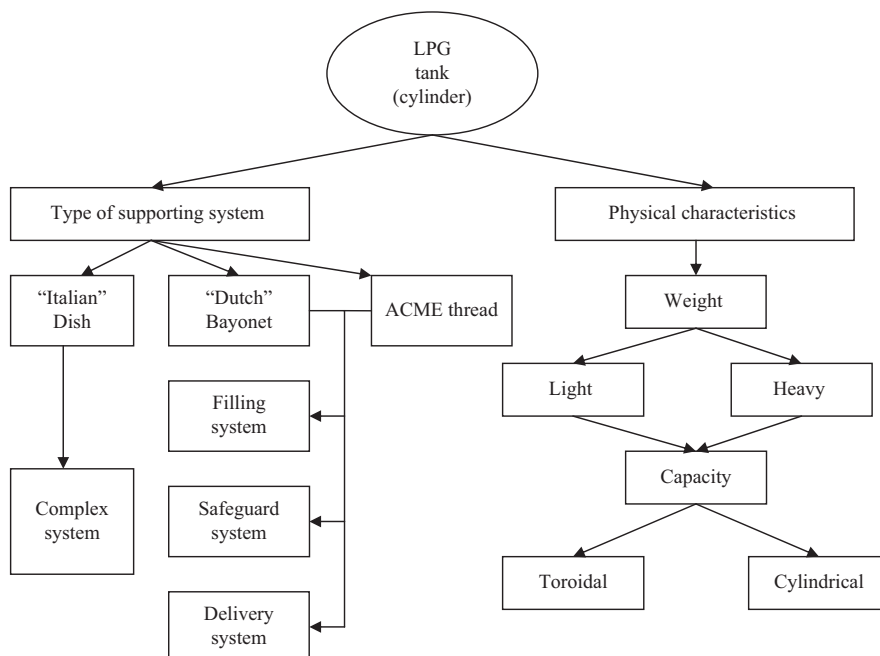 LPG
tank
(cylinder)
Type of supporting system
Physical characteristics
“Italian”
Dish
“Dutch”
Bayonet
ACME thread
Weight
Light
Heavy
Filling
system
Capacity
Complex
system
Safeguard
system
Toroidal
Cylindrical
Delivery
system